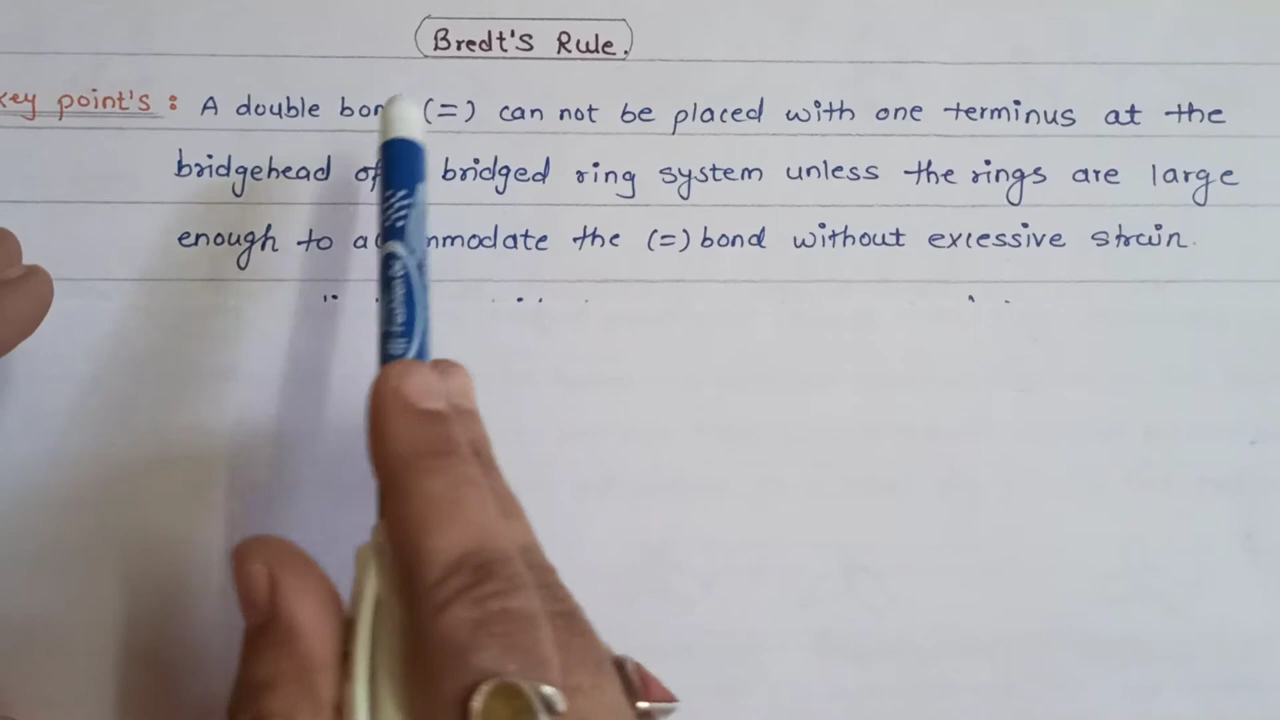 Bredt's Rule.
key point's : A double bon (=) can not be placed with one terminus at the
bridgehead of bridged ring system unless the rings are large
enough to a nmodate the (=) bond without excessive strain.